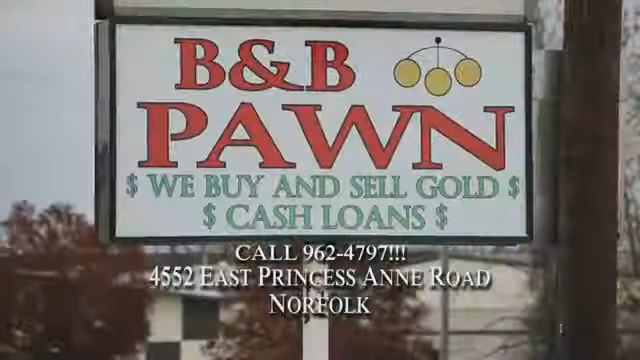 B&B
PAWN
$ WE BUY AND SELL GOLD $
$ CASH LOANS $
CALL 962-4797!!!
4552 EAST PRINCESS ANNE ROAD
NORFOLK